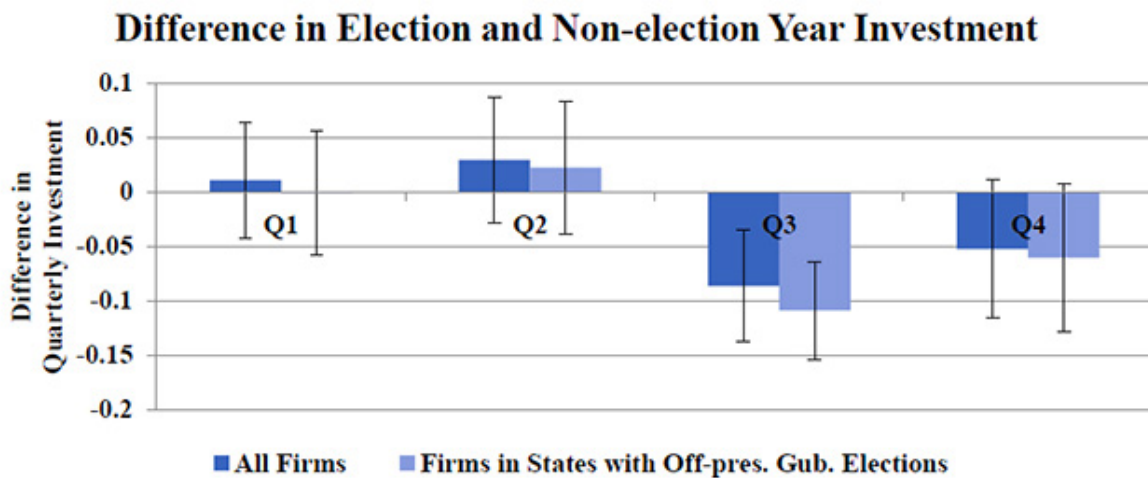 Difference in Election and Non-election Year Investment
Difference in
Quarterly Investment
0.1
0.05
0
-0.05
-0.1
-0.15
-0.2
Q1
Q2
Q3
Q4
All Firms
Firms in States with Off-pres. Gub. Elections